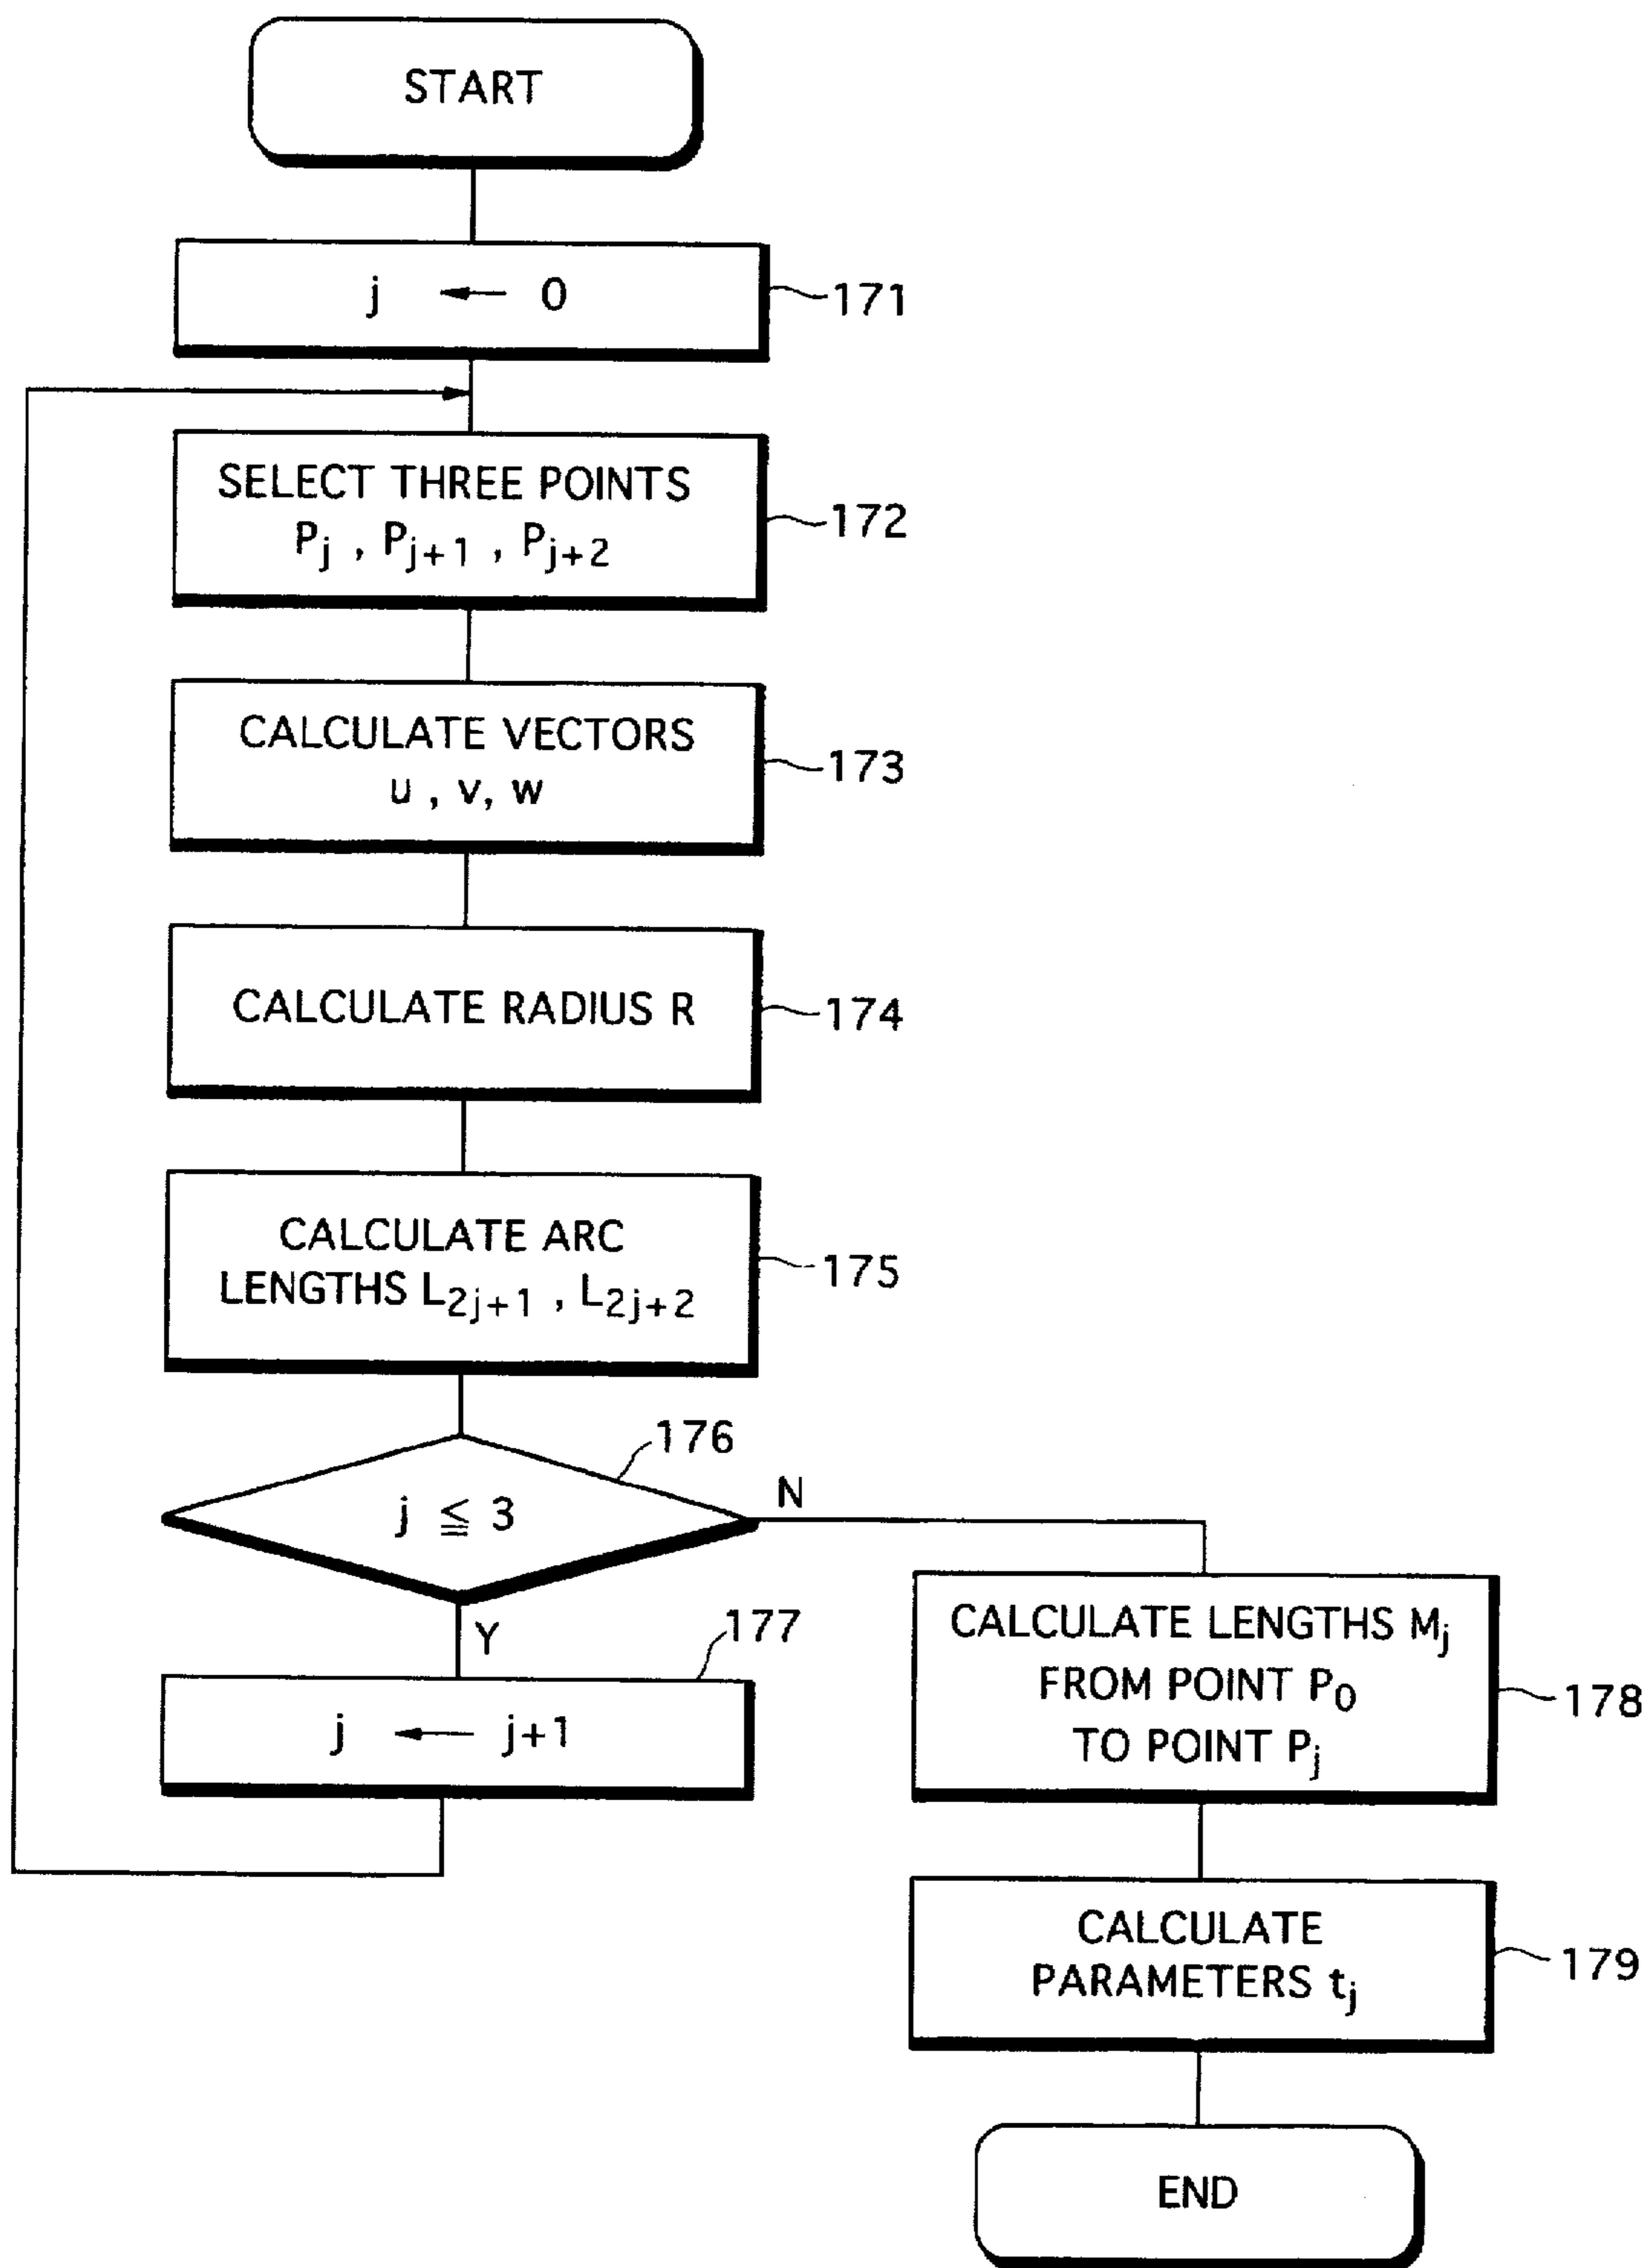 START
j ← 0
171
SELECT THREE POINTS
Pj , Pj+1 , Pj+2
172
CALCULATE VECTORS
u , v, w
173
CALCULATE RADIUS R
174
CALCULATE ARC
LENGTHS L2j+1 , L2j+2
175
176
j ≦ 3
N
Y
177
j ← j+1
CALCULATE LENGTHS Mj
FROM POINT P0
TO POINT Pj
178
CALCULATE
PARAMETERS tj
179
END